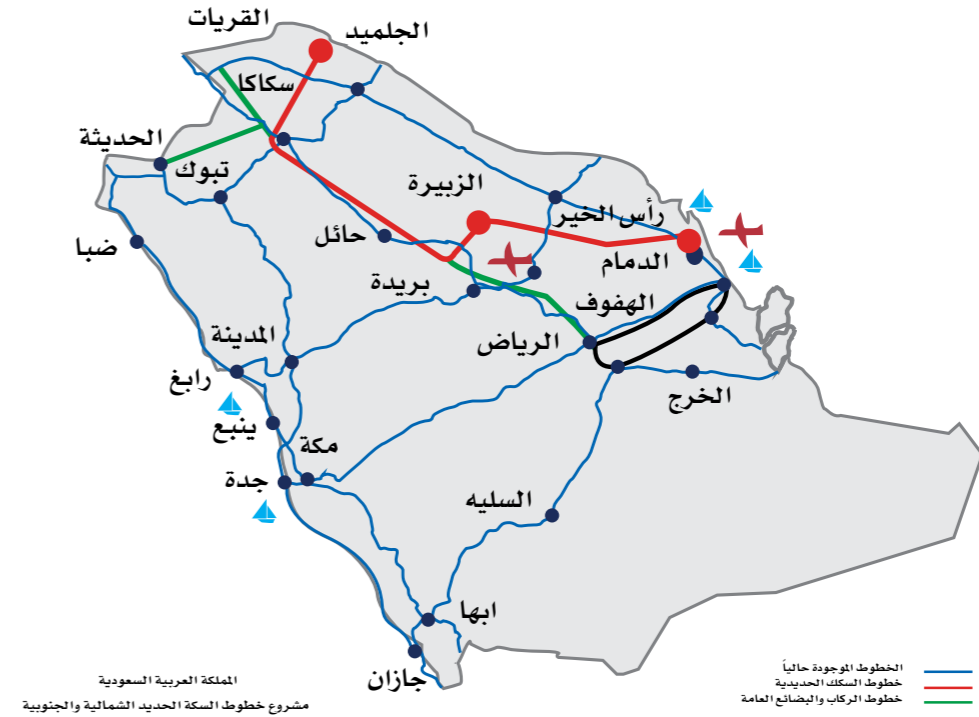 القريات
الجلميد
سكاكا
الحديثة
تبوك
الزبيرة
رأس الخير
ضبا
حائل
الدمام
بريدة
الهفوف
المدينة
الرياض
رابغ
الخرج
ينبع
مكة
جدة
السليه
ابها
جازان
الخطوط الموجودة حالياً
خطوط السكك الحديدية
خطوط الركاب والبضائع العامة
المملكة العربية السعودية
مشروع خطوط السكة الحديد الشمالية والجنوبية